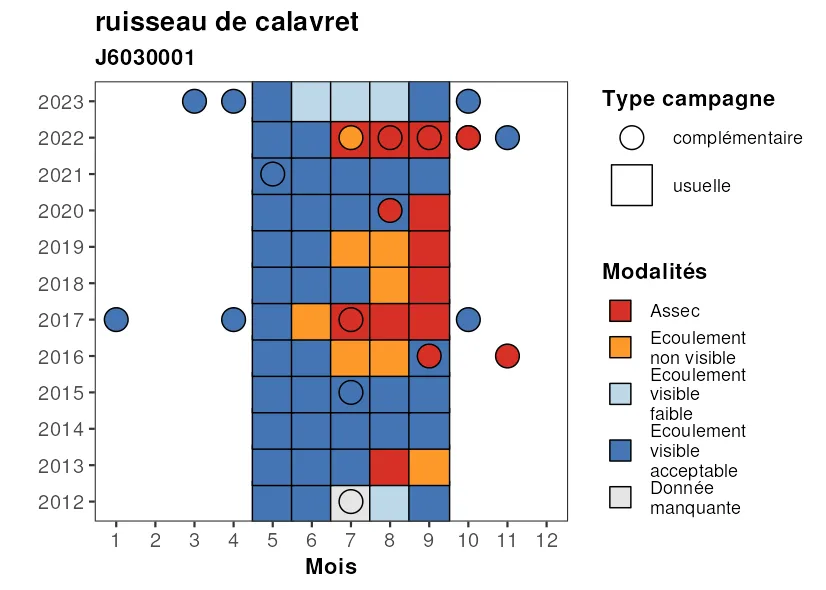 ruisseau de calavret
J6030001
2023
2022
2021
2020
2019
2018
2017
2016
2015
2014
2013
2012
1 2 3 4 5 6 7 8 9 10 11 12
Mois
Type campagne
complémentaire
usuelle
Modalités
Assec
Ecoulement
non visible
Ecoulement
visible
faible
Ecoulement
visible
acceptable
Donnée
manquante